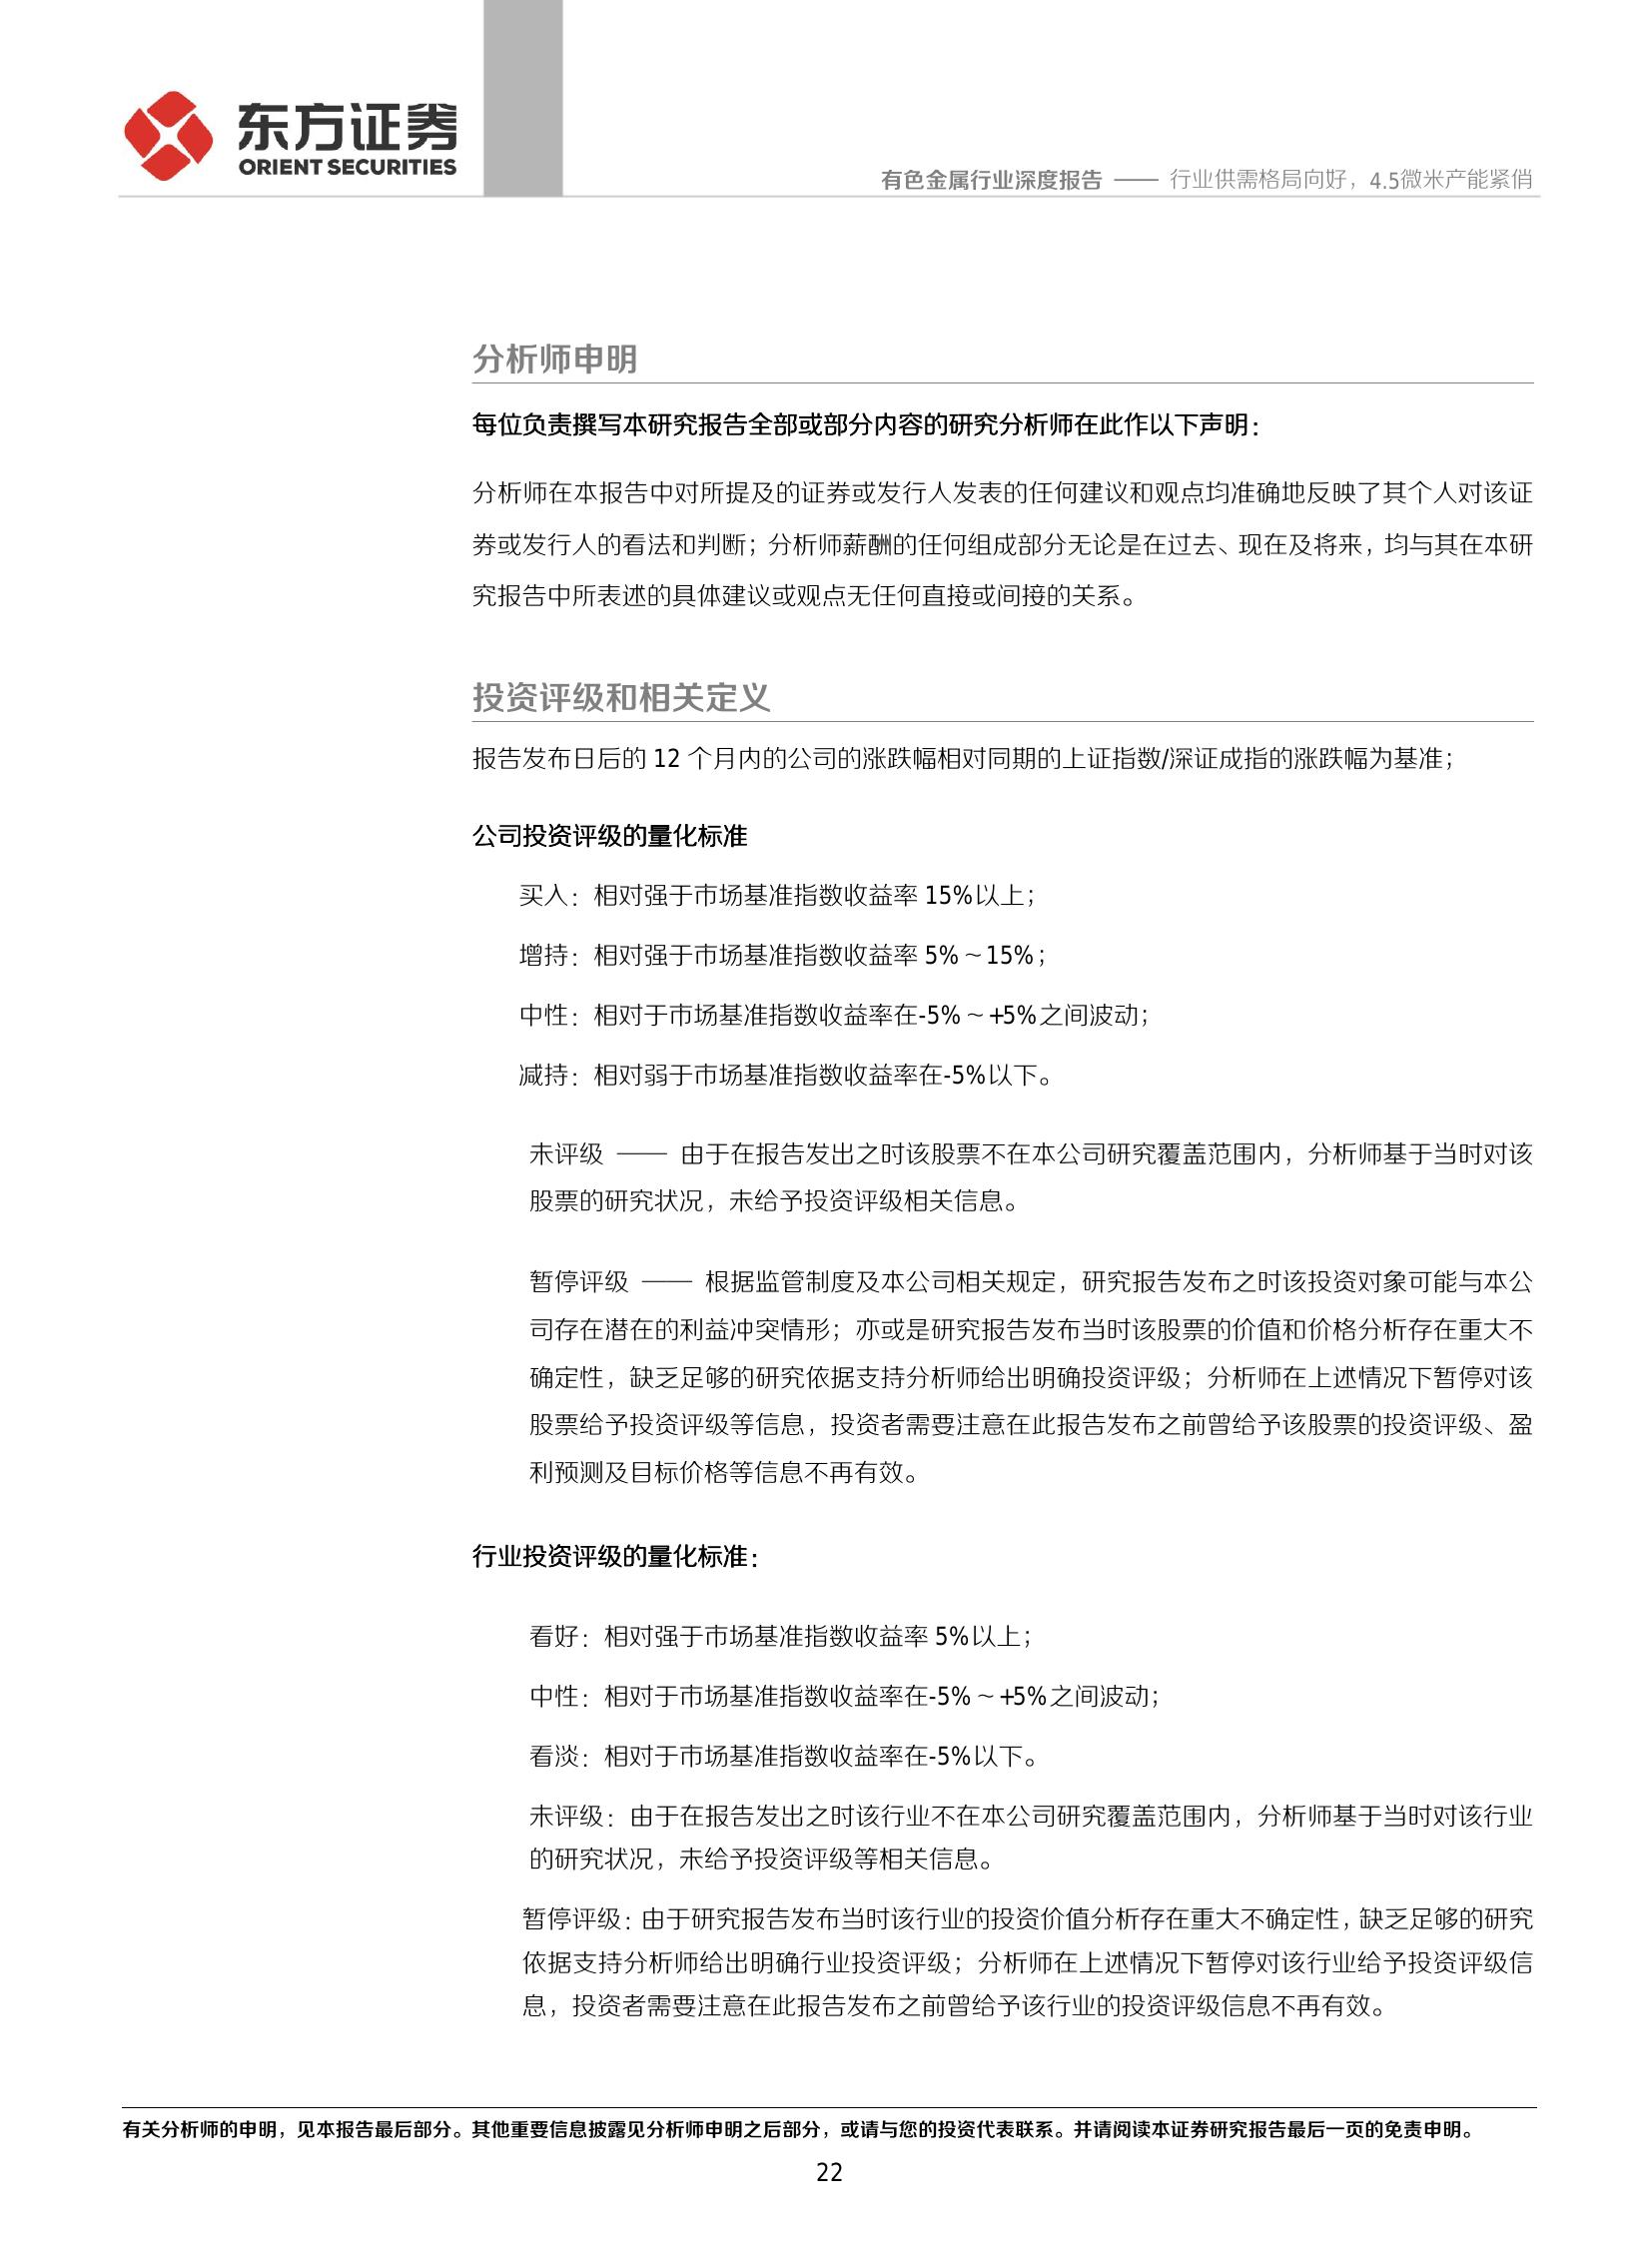 东方证券
ORIENT SECURITIES
有色金属行业深度报告 —— 行业供需格局向好，4.5微米产能紧俏
分析师申明
每位负责撰写本研究报告全部或部分内容的研究分析师在此作以下声明：
分析师在本报告中对所提及的证券或发行人发表的任何建议和观点均准确地反映了其个人对该证
券或发行人的看法和判断；分析师薪酬的任何组成部分无论是在过去、现在及将来，均与其在本研
究报告中所表述的具体建议或观点无任何直接或间接的关系。
投资评级和相关定义
报告发布日后的 12 个月内的公司的涨跌幅相对同期的上证指数/深证成指的涨跌幅为基准；
公司投资评级的量化标准
买入：相对强于市场基准指数收益率 15%以上；
增持：相对强于市场基准指数收益率 5%～15%；
中性：相对于市场基准指数收益率在-5%～+5%之间波动；
减持：相对弱于市场基准指数收益率在-5%以下。
未评级 —— 由于在报告发出之时该股票不在本公司研究覆盖范围内，分析师基于当时对该
股票的研究状况，未给予投资评级相关信息。
暂停评级 —— 根据监管制度及本公司相关规定，研究报告发布之时该投资对象可能与本公
司存在潜在的利益冲突情形；亦或是研究报告发布当时该股票的价值和价格分析存在重大不
确定性，缺乏足够的研究依据支持分析师给出明确投资评级；分析师在上述情况下暂停对该
股票给予投资评级等信息，投资者需要注意在此报告发布之前曾给予该股票的投资评级、盈
利预测及目标价格等信息不再有效。
行业投资评级的量化标准：
看好：相对强于市场基准指数收益率 5%以上；
中性：相对于市场基准指数收益率在-5%～+5%之间波动；
看淡：相对于市场基准指数收益率在-5%以下。
未评级：由于在报告发出之时该行业不在本公司研究覆盖范围内，分析师基于当时对该行业
的研究状况，未给予投资评级等相关信息。
暂停评级：由于研究报告发布当时该行业的投资价值分析存在重大不确定性，缺乏足够的研究
依据支持分析师给出明确行业投资评级；分析师在上述情况下暂停对该行业给予投资评级信
息，投资者需要注意在此报告发布之前曾给予该行业的投资评级信息不再有效。
有关分析师的申明，见本报告最后部分。其他重要信息披露见分析师申明之后部分，或请与您的投资代表联系。并请阅读本证券研究报告最后一页的免责申明。
22